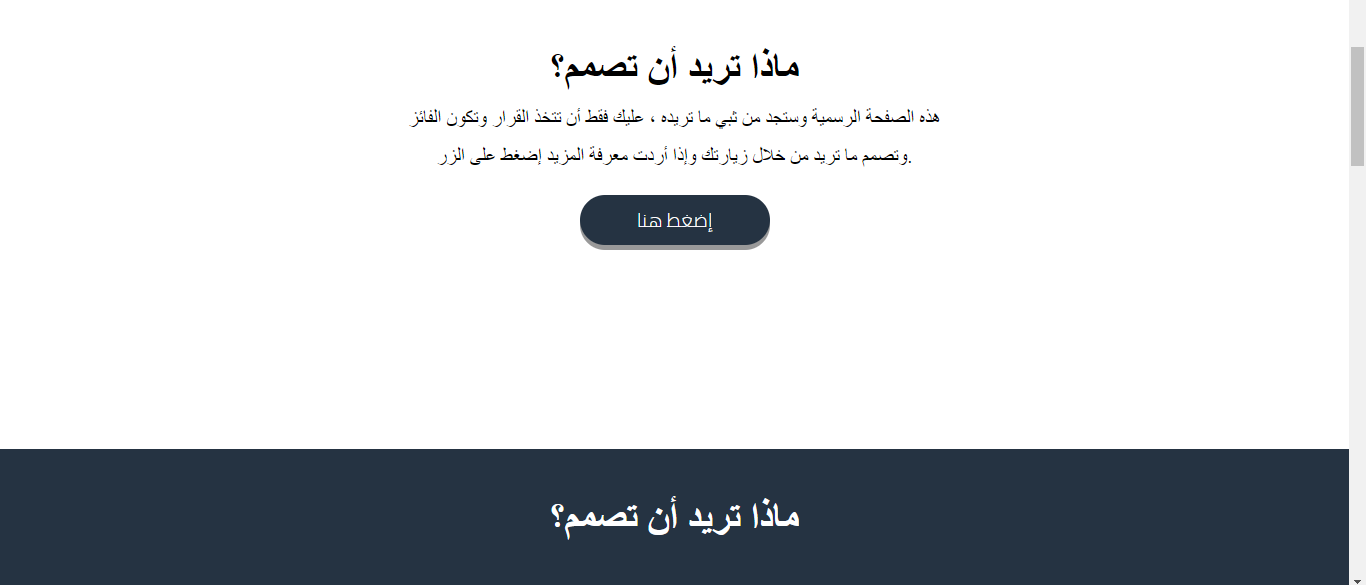 ماذا تريد أن تصمم؟
هذه الصفحة الرسمية وستجد من ثبي ما تريده ، عليك فقط أن تتخذ القرار وتكون الفائز
.وتصمم ما تريد من خلال زيارتك وإذا أردت معرفة المزيد إضغط على الزر
إضغط هنا
ماذا تريد أن تصمم؟